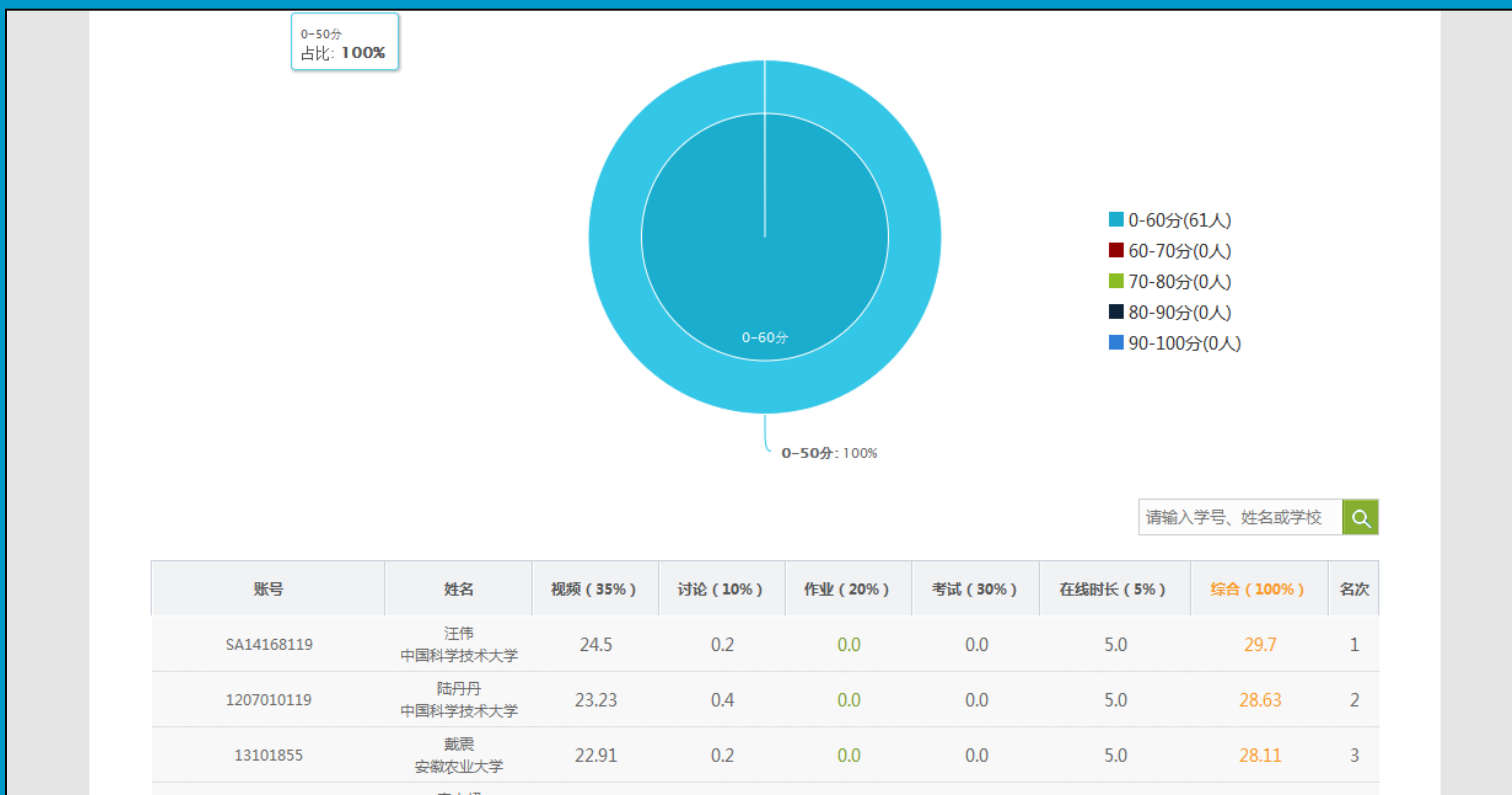 0-50分
占比: 100%
0-60分
0-60分(61人)
60-70分(0人)
70-80分(0人)
80-90分(0人)
90-100分(0人)
0-50分: 100%
请输入学号、姓名或学校
账号 姓名 视频（35%） 讨论（10%） 作业（20%） 考试（30%） 在线时长（5%） 综合（100%） 名次
SA14168119 汪伟 中国科学技术大学 24.5 0.2 0.0 0.0 5.0 29.7 1
1207010119 陆丹丹 中国科学技术大学 23.23 0.4 0.0 0.0 5.0 28.63 2
13101855 戴震 安徽农业大学 22.91 0.2 0.0 0.0 5.0 28.11 3